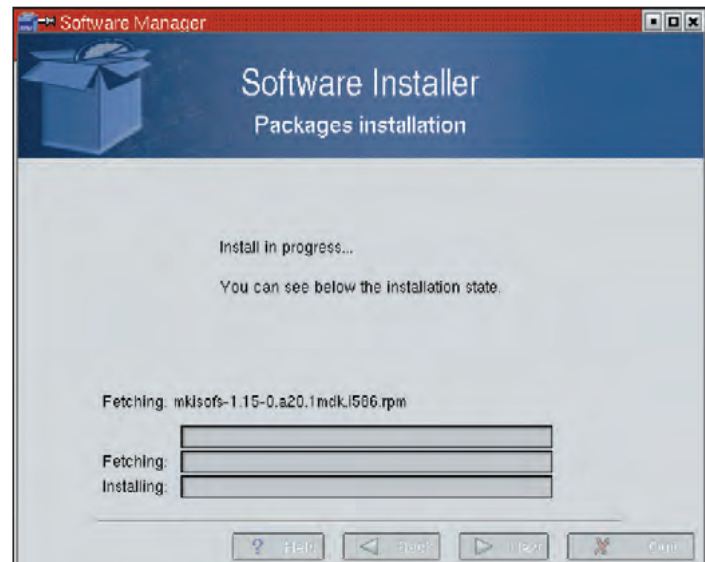 Software Manager
Software Installer
Packages installation
Install in progress...
You can see below the installation state.
Fetching: mkisofs-1.15-0.a20.1mdk.i586.rpm
Fetching:
Installing:
? Help